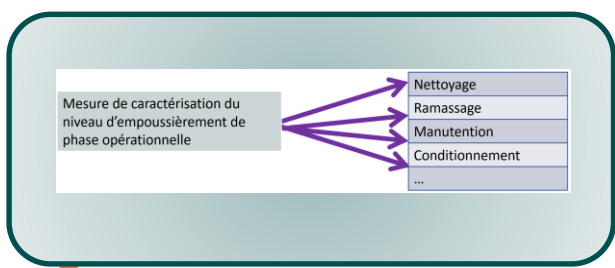 Mesure de caractérisation du
niveau d'empoussièrement de
phase opérationnelle
Nettoyage
Ramassage
Manutention
Conditionnement
...